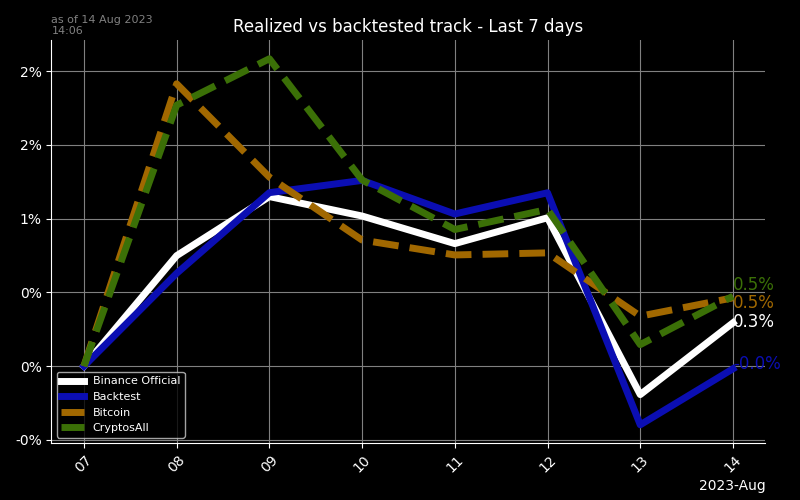 as of 14 Aug 2023
14:06
Realized vs backtested track - Last 7 days
2%
2%
1%
0%
0%
-0%
0.5%
0.5%
0.3%
-0.0%
Binance Official
Backtest
Bitcoin
CryptosAll
07
08
09
10
11
12
13
14
2023-Aug